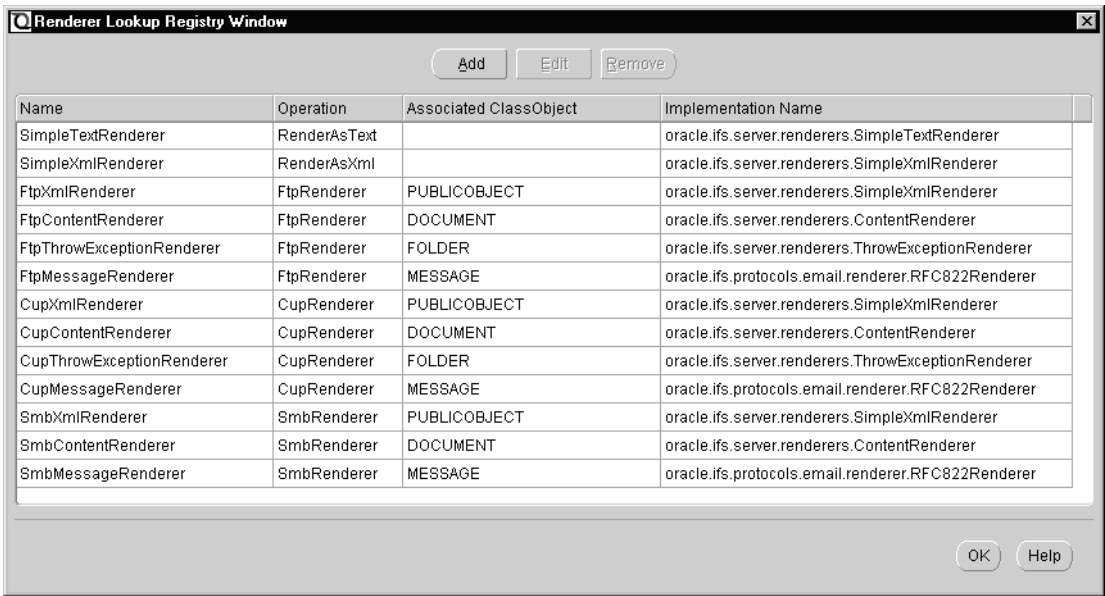 Renderer Lookup Registry Window
Add Edit Remove
Name Operation Associated ClassObject Implementation Name
SimpleTextRenderer RenderAsText oracle.ifs.server.renderers.SimpleTextRenderer
SimpleXmlRenderer RenderAsXml oracle.ifs.server.renderers.SimpleXmlRenderer
FtpXmlRenderer FtpRenderer PUBLICOBJECT oracle.ifs.server.renderers.SimpleXmlRenderer
FtpContentRenderer FtpRenderer DOCUMENT oracle.ifs.server.renderers.ContentRenderer
FtpThrowExceptionRenderer FtpRenderer FOLDER oracle.ifs.server.renderers.ThrowExceptionRenderer
FtpMessageRenderer FtpRenderer MESSAGE oracle.ifs.protocols.email.renderer.RFC822Renderer
CupXmlRenderer CupRenderer PUBLICOBJECT oracle.ifs.server.renderers.SimpleXmlRenderer
CupContentRenderer CupRenderer DOCUMENT oracle.ifs.server.renderers.ContentRenderer
CupThrowExceptionRenderer CupRenderer FOLDER oracle.ifs.server.renderers.ThrowExceptionRenderer
CupMessageRenderer CupRenderer MESSAGE oracle.ifs.protocols.email.renderer.RFC822Renderer
SmbXmlRenderer SmbRenderer PUBLICOBJECT oracle.ifs.server.renderers.SimpleXmlRenderer
SmbContentRenderer SmbRenderer DOCUMENT oracle.ifs.server.renderers.ContentRenderer
SmbMessageRenderer SmbRenderer MESSAGE oracle.ifs.protocols.email.renderer.RFC822Renderer
OK Help